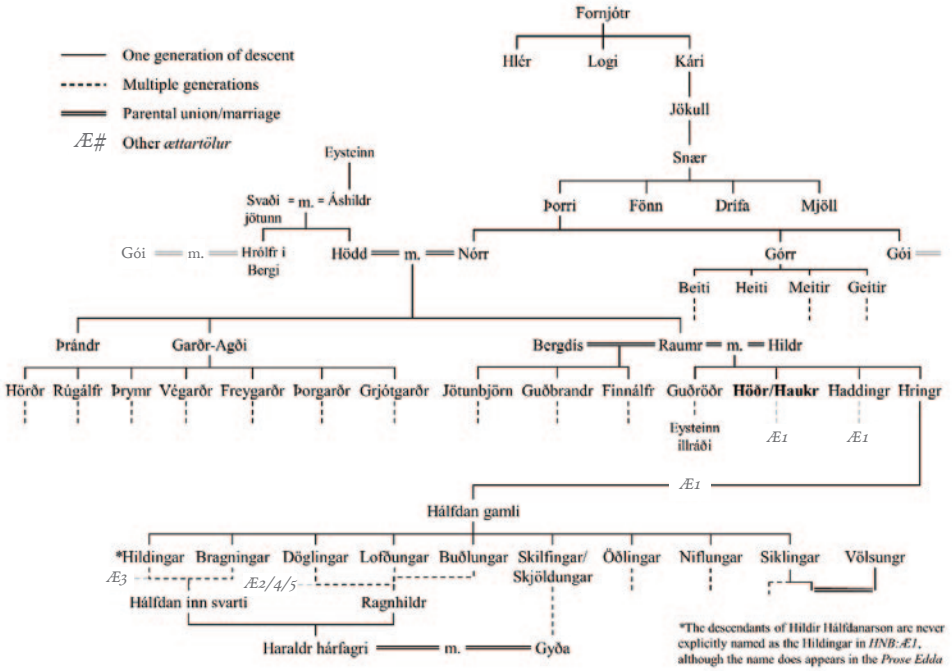 Fornjótr
Hlér Logi Kári
One generation of descent
Multiple generations
Parental union/marriage
Æ# Other ættartölur
Jökull
Snær
Eysteinn
Svaði jötunn = m. = Áshildr
Þorri Fönn Drifa Mjöll
Gói m. Hrólfr í Bergi Hödd m. Nórr Górr Gói
Beiti Heiti Meitir Geitir
Þrándr Garðr-Agði Bergdis Raumr m. Hildr
Hörðr Rúgálfr Þrymr Végarðr Freygarðr Þorgarðr Grjótgarðr Jötunbjörn Guðbrandr Finnálfr Guðröðr Höðr/Haukr Haddingr Hringr
Eysteinn illráði Æ1 Æ1
Æ1
Hálfdan gamli
*Hildingar Bragningar Döglingar Lofðungar Buðlungar Skilfingar/ Skjöldungar Öðlingar Niflungar Siklingar Völsungr
Æ3 Æ2/4/5
Hálfdan inn svarti Ragnhildr
Haraldr hárfagri m. Gyða
*The descendants of Hildir Hálfdanarson are never
explicitly named as the Hildingar in HNB:Æ1,
although the name does appears in the Prose Edda